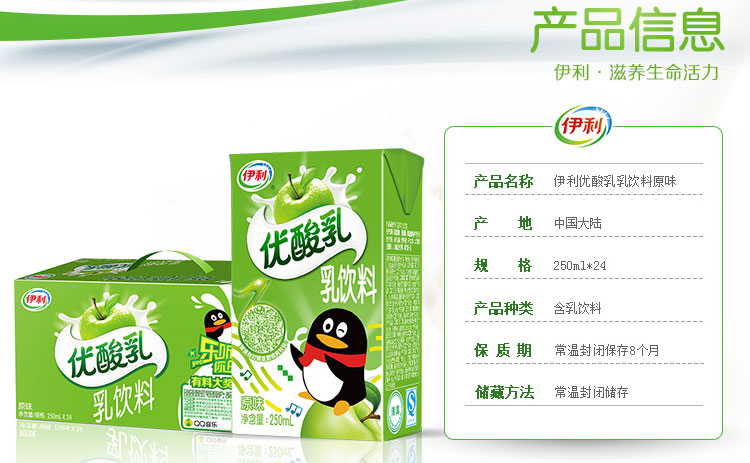 产品信息
伊利·滋养生命活力
伊利
产品名称 伊利优酸乳乳饮料原味
产 地 中国大陆
规 格 250ml*24
产品种类 含乳饮料
保 质 期 常温封闭保存8个月
储藏方法 常温封闭储存
伊利
优酸乳
乳饮料
原味
净含量:250mL
伊利
优酸乳
乳饮料
原味
250mL X 24
乐听
有料大奖
QQ音乐